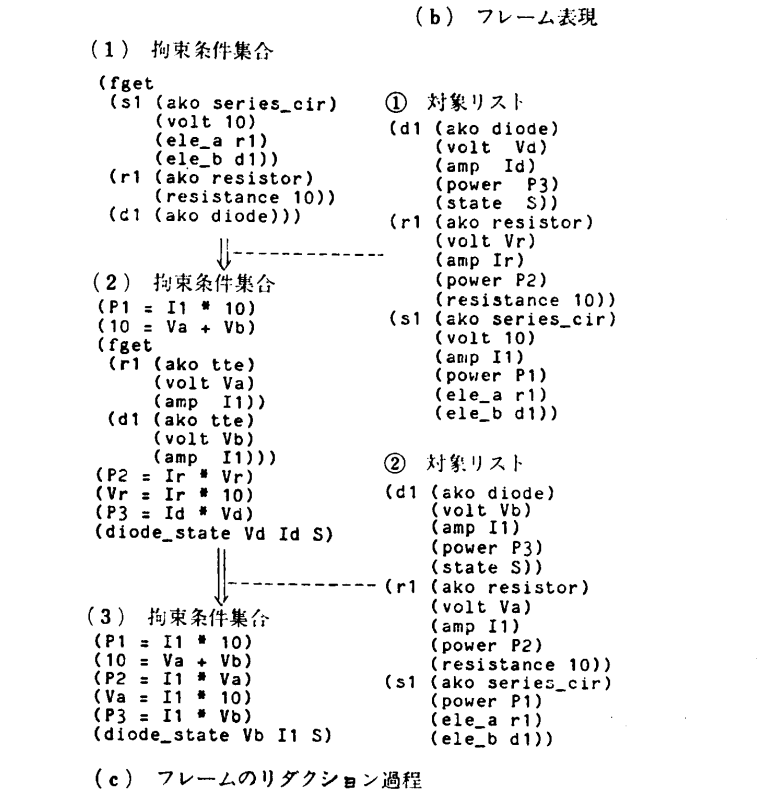 (b) フレーム表現
(1) 拘束条件集合
(fget
(s1 (ako series_cir)
(volt 10)
(ele_a r1)
(ele_b d1))
(r1 (ako resistor)
(resistance 10))
(d1 (ako diode)))
① 対象リスト
(d1 (ako diode)
(volt Vd)
(amp Id)
(power P3)
(state S))
(r1 (ako resistor)
(volt Vr)
(amp Ir)
(power P2)
(resistance 10))
(s1 (ako series_cir)
(volt 10)
(amp I1)
(power P1)
(ele_a r1)
(ele_b d1))
(2) 拘束条件集合
(P1 = I1 * 10)
(10 = Va + Vb)
(fget
(r1 (ako tte)
(volt Va)
(amp I1))
(d1 (ako tte)
(volt Vb)
(amp I1)))
(P2 = Ir * Vr)
(Vr = Ir * 10)
(P3 = Id * Vd)
(diode_state Vd Id S)
② 対象リスト
(d1 (ako diode)
(volt Vb)
(amp I1)
(power P3)
(state S))
(r1 (ako resistor)
(volt Va)
(amp I1)
(power P2)
(resistance 10))
(s1 (ako series_cir)
(power P1)
(ele_a r1)
(ele_b d1))
(3) 拘束条件集合
(P1 = I1 * 10)
(10 = Va + Vb)
(P2 = I1 * Va)
(Va = I1 * 10)
(P3 = I1 * Vb)
(diode_state Vb I1 S)
(c) フレームのリダクション過程